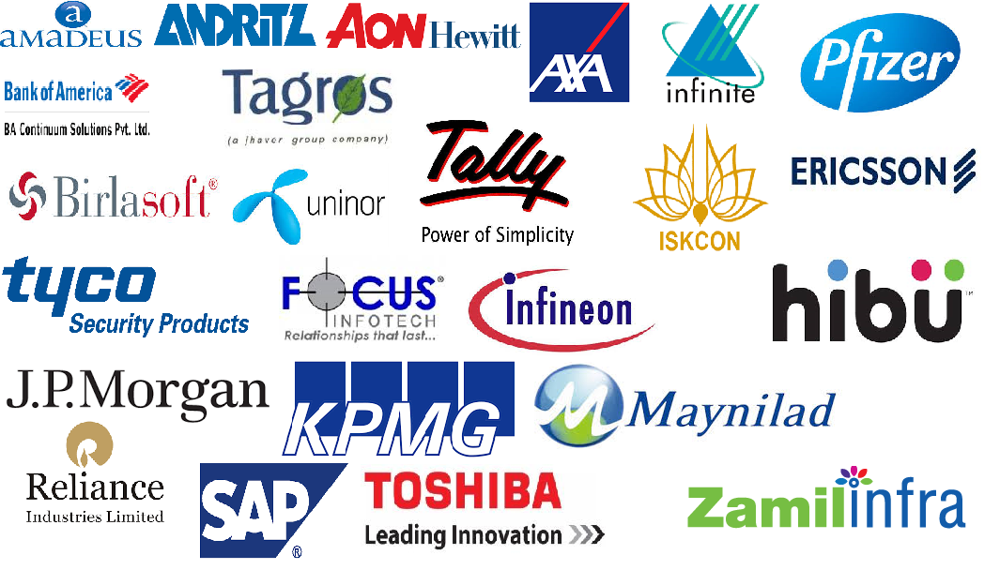 amadeus
ANDRITZ
AON Hewitt
AXA
infinite
Pfizer
Bank of America
BA Continuum Solutions Pvt. Ltd.
Tagros
(a jhaver group company)
Tally
Power of Simplicity
ISKCON
ERICSSON
Birlasoft®
uninor
tyco
Security Products
FOCUS®
INFOTECH
Relationships that last...
infineon
hibü™
J.P.Morgan
KPMG
Maynilad
Reliance
Industries Limited
SAP®
TOSHIBA
Leading Innovation
Zamilinfra